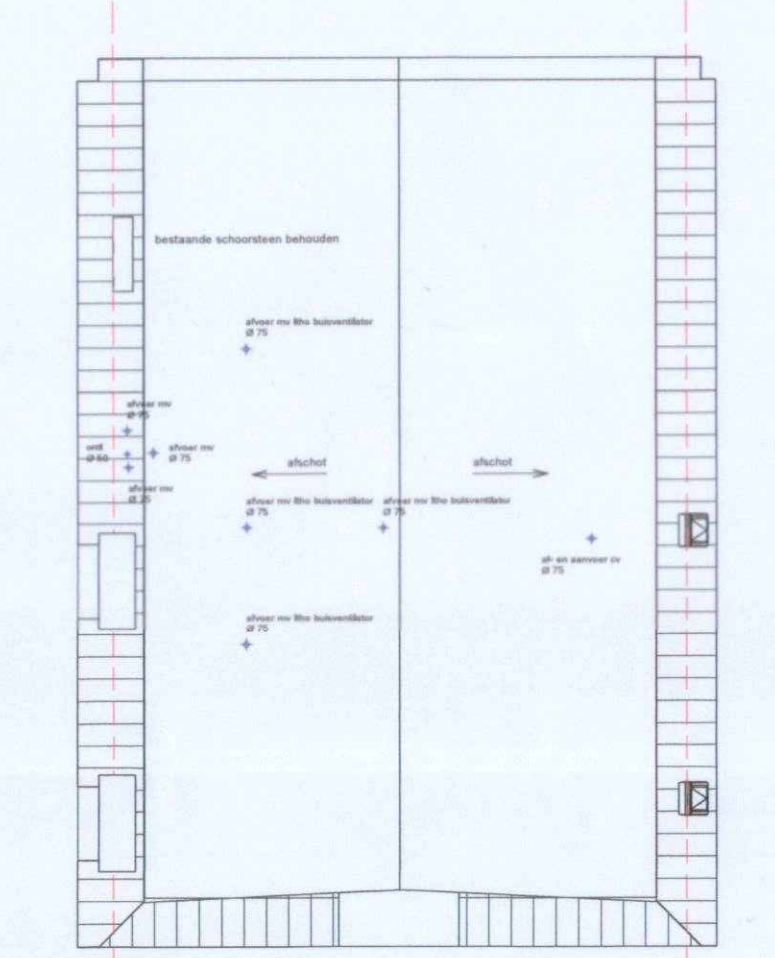 bestaande schoorsteen behouden
afvoer mv Itho buisventilator
Ø 75
afvoer mv
Ø 75
ontl
Ø 50
afvoer mv
Ø 75
afvoer mv
Ø 75
afschot
afschot
afvoer mv Itho buisventilator
Ø 75
afvoer mv Itho buisventilator
Ø 75
af- en aanvoer cv
Ø 75
afvoer mv Itho buisventilator
Ø 75